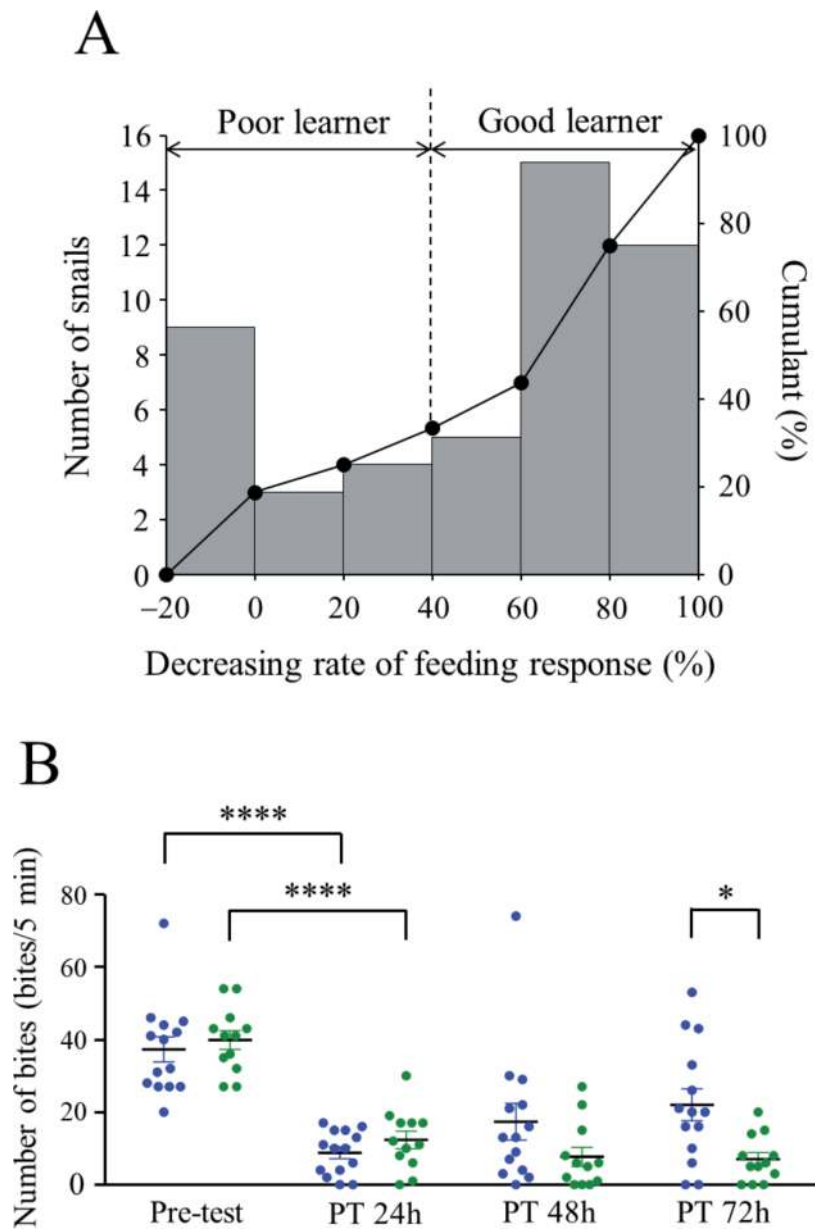 A
Poor learner
Good learner
16
14
12
10
8
6
4
2
0
Number of snails
100
80
60
40
20
0
Cumulant (%)
–20 0 20 40 60 80 100
Decreasing rate of feeding response (%)
B
****
****
*
80
60
40
20
0
Number of bites (bites/5 min)
Pre-test PT 24h PT 48h PT 72h